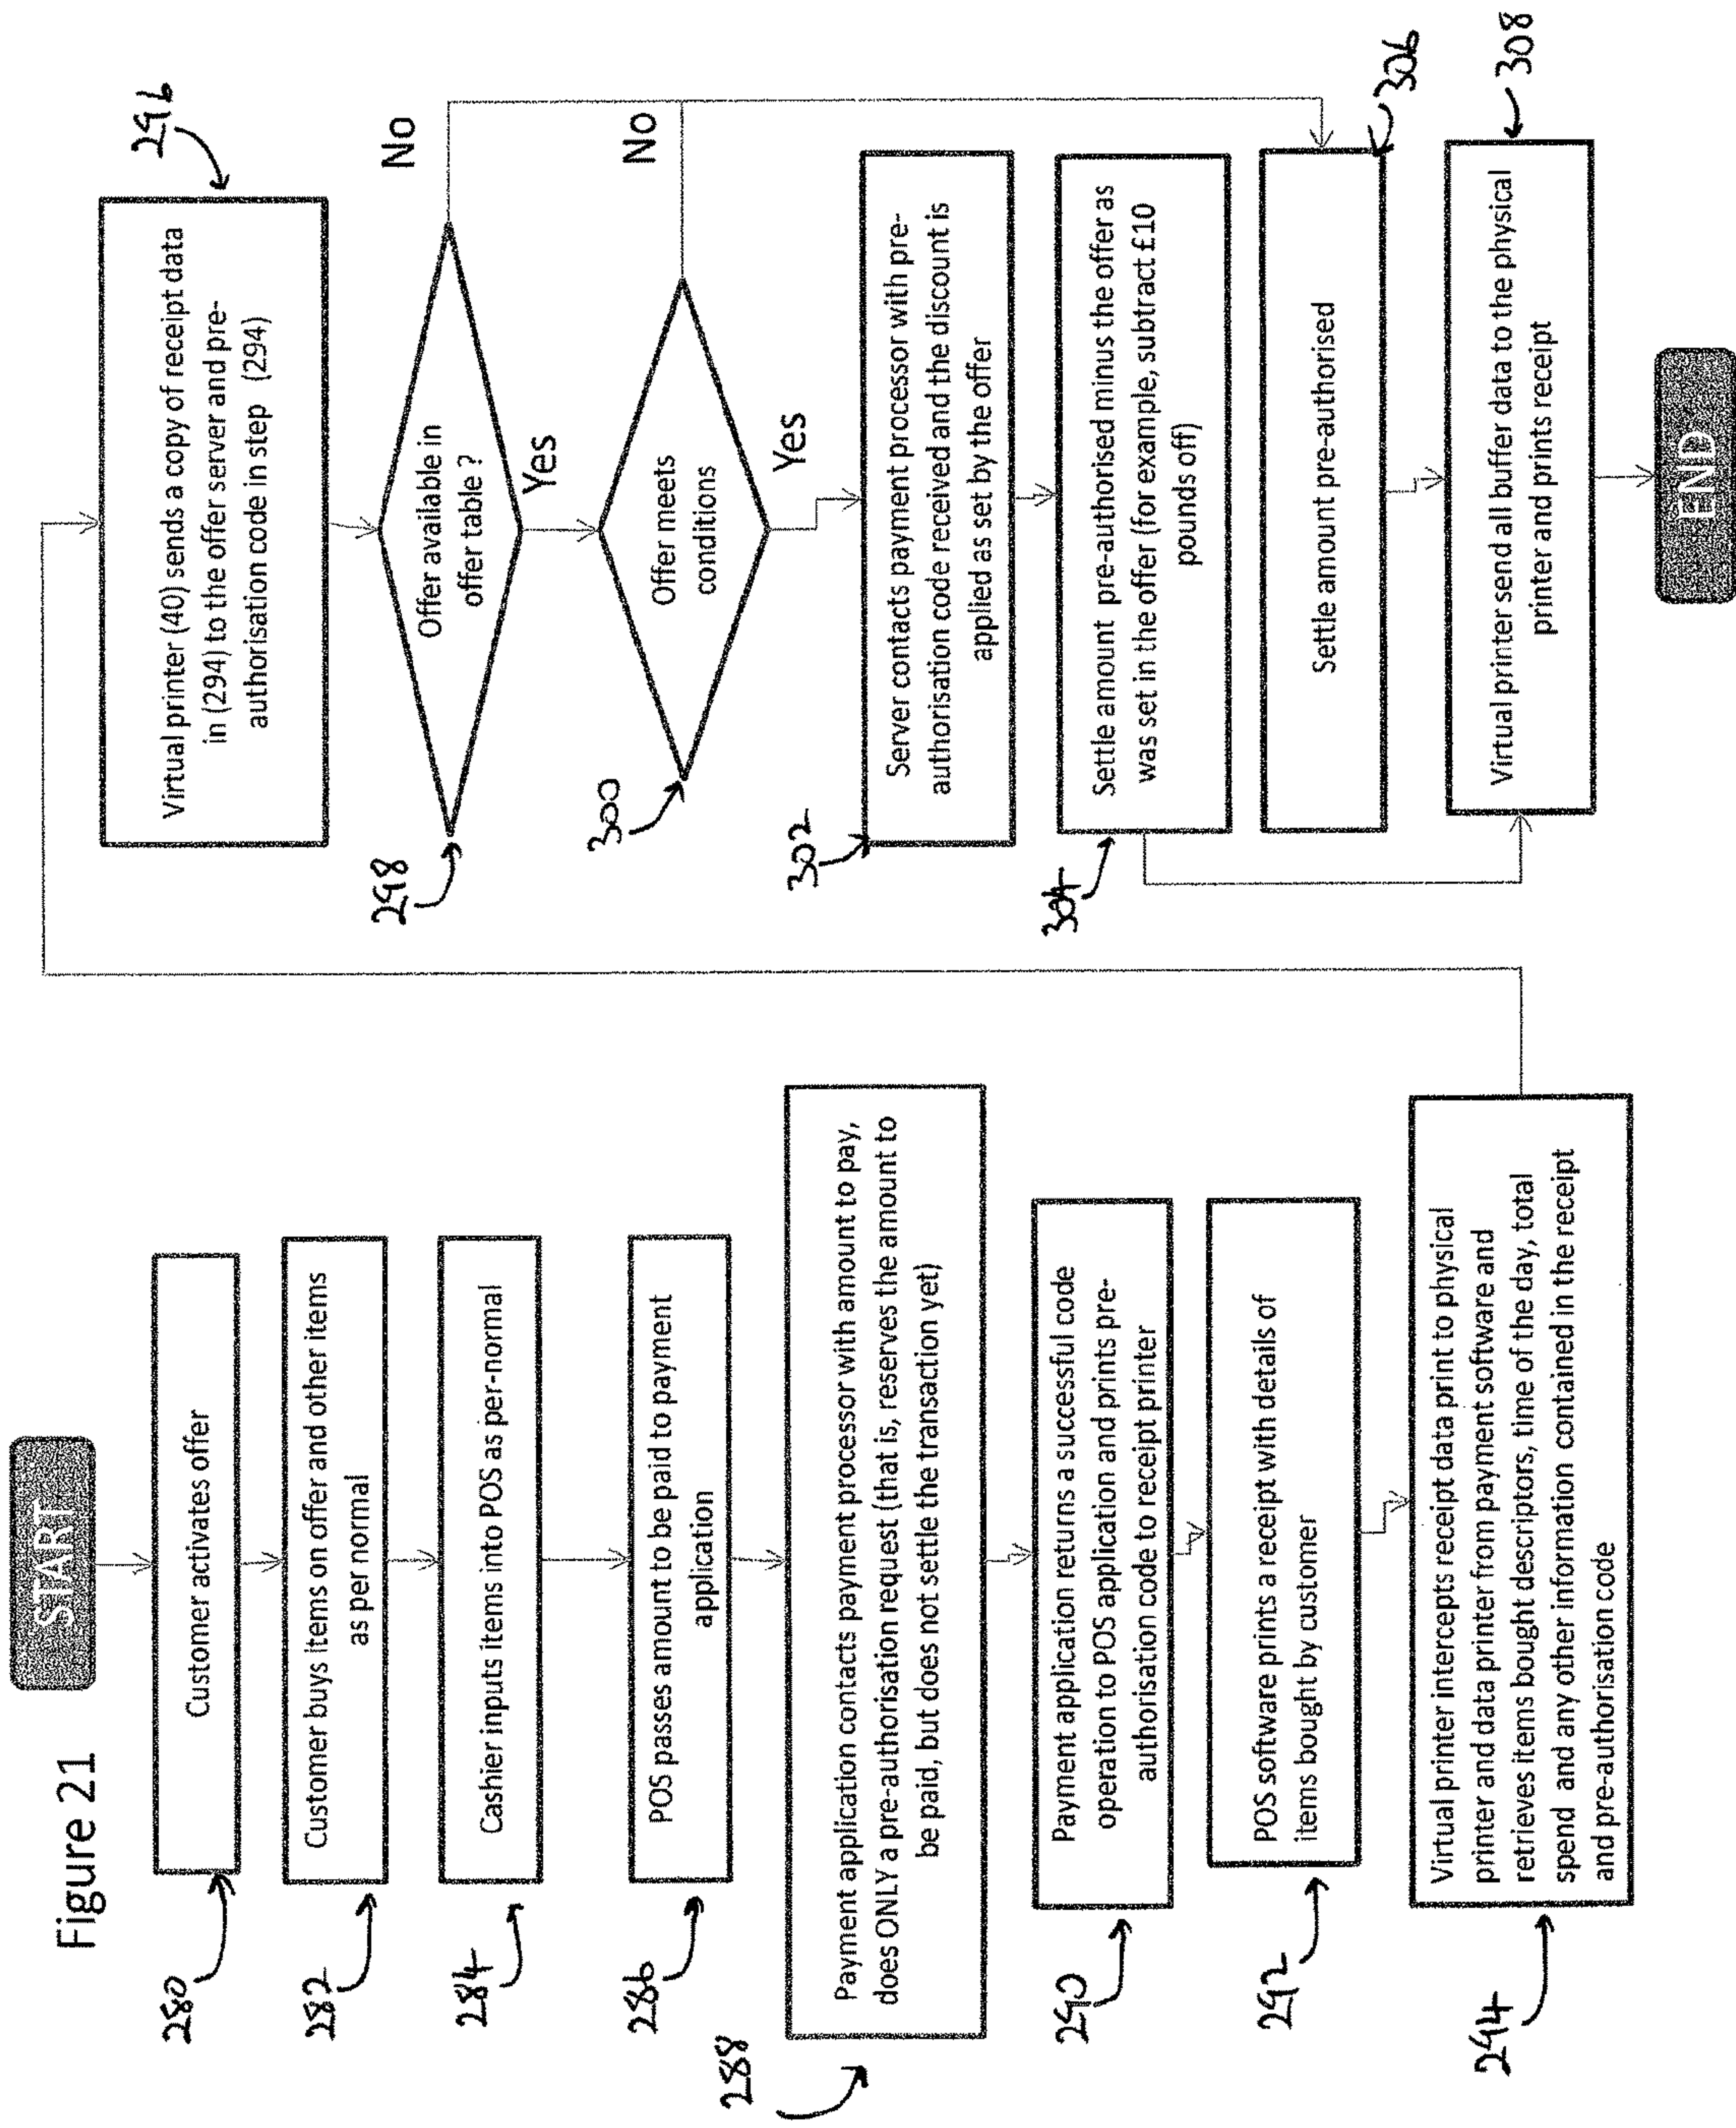 Figure 21
START
280
Customer activates offer
282
Customer buys items on offer and other items
as per normal
284
Cashier inputs items into POS as per-normal
286
POS passes amount to be paid to payment
application
288
Payment application contacts payment processor with amount to pay,
does ONLY a pre-authorisation request (that is, reserves the amount to
be paid, but does not settle the transaction yet)
290
Payment application returns a successful code
operation to POS application and prints pre-
authorisation code to receipt printer
292
POS software prints a receipt with details of
items bought by customer
294
Virtual printer intercepts receipt data print to physical
printer and data printer from payment software and
retrieves items bought descriptors, time of the day, total
spend and any other information contained in the receipt
and pre-authorisation code
296
Virtual printer (40) sends a copy of receipt data
in (294) to the offer server and pre-
authorisation code in step (294)
298
Offer available in
offer table ?
No
Yes
300
Offer meets
conditions
No
Yes
302
Server contacts payment processor with pre-
authorisation code received and the discount is
applied as set by the offer
304
Settle amount pre-authorised minus the offer as
was set in the offer (for example, subtract £10
pounds off)
306
Settle amount pre-authorised
308
Virtual printer send all buffer data to the physical
printer and prints receipt
END